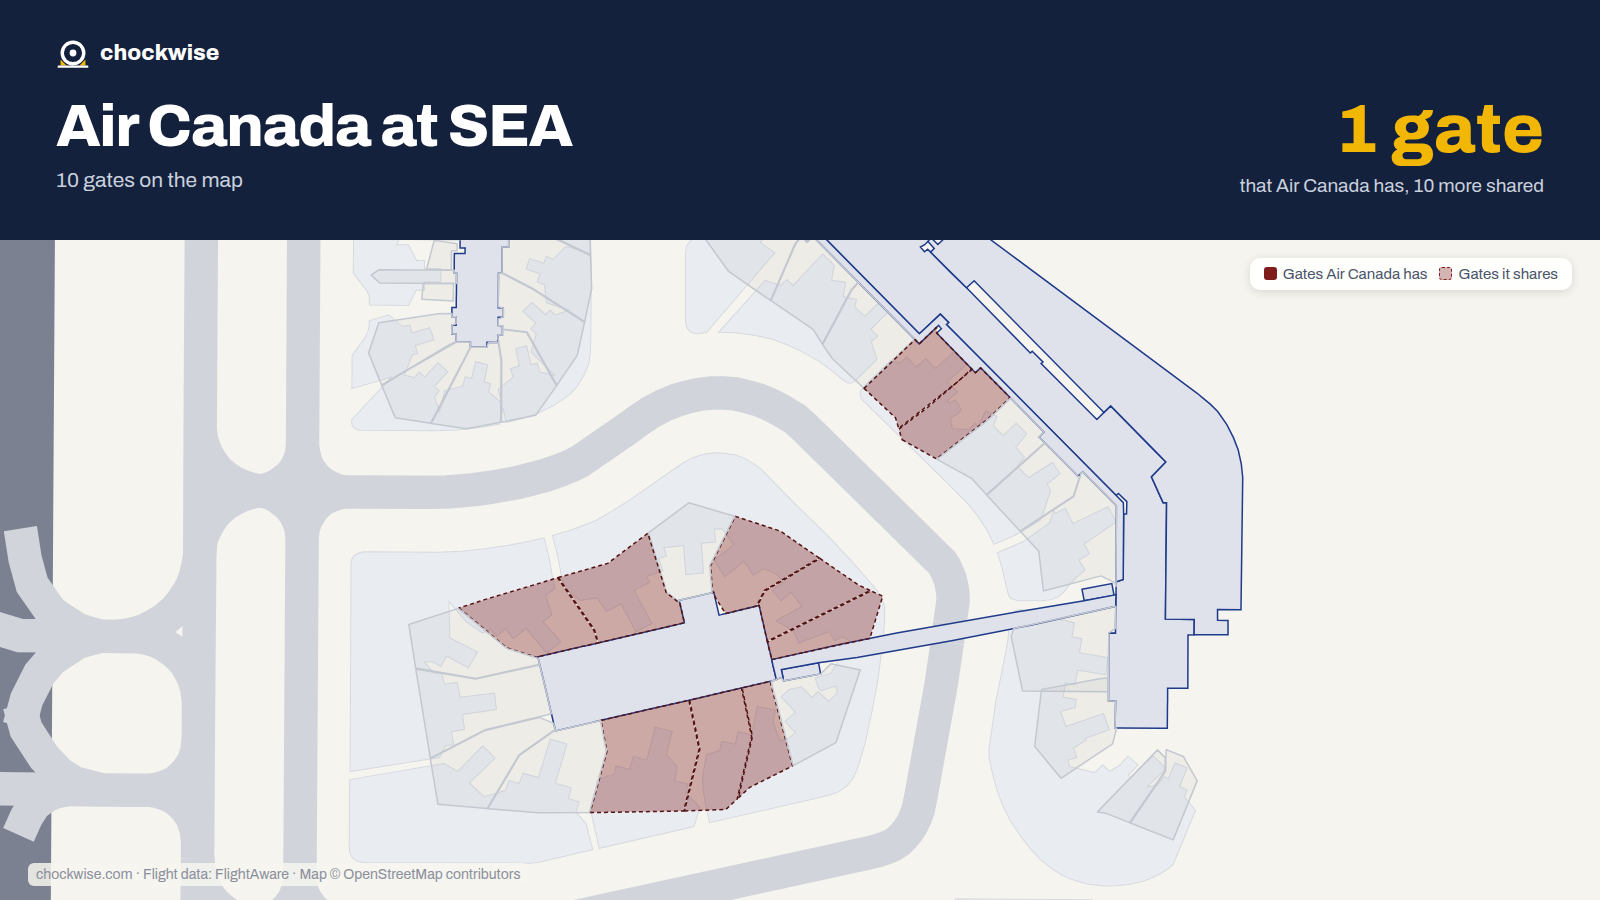 chockwise
Air Canada at SEA
10 gates on the map
1 gate
that Air Canada has, 10 more shared
Gates Air Canada has
Gates it shares
chockwise.com · Flight data: FlightAware · Map © OpenStreetMap contributors